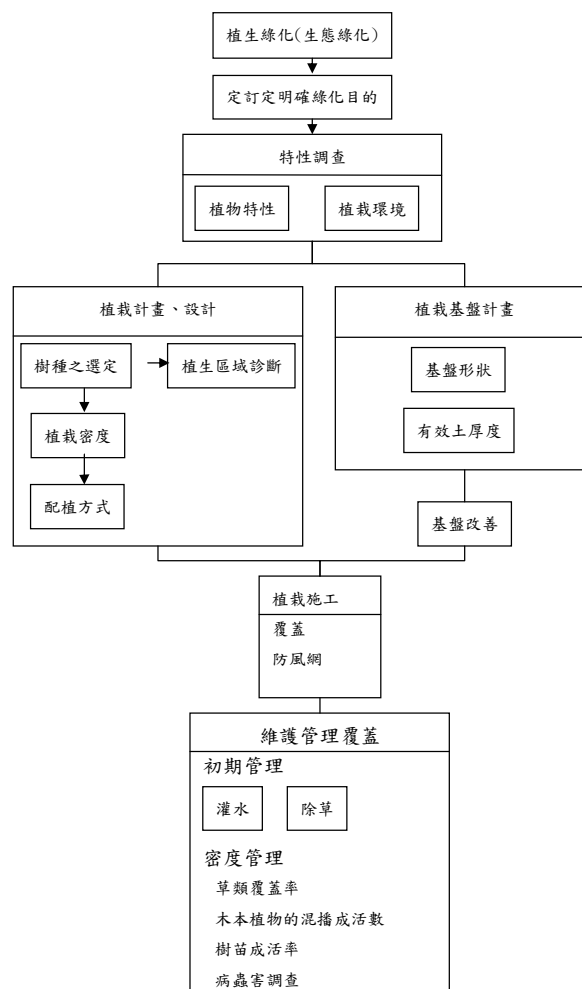 植生綠化(生態綠化)
定訂定明確綠化目的
特性調查
植物特性
植栽環境
植栽計畫、設計
樹種之選定
植生區域診斷
植栽密度
配植方式
植栽基盤計畫
基盤形狀
有效土厚度
基盤改善
植栽施工
覆蓋
防風網
維護管理覆蓋
初期管理
灌水
除草
密度管理
草類覆蓋率
木本植物的混播成活數
樹苗成活率
病蟲害調查